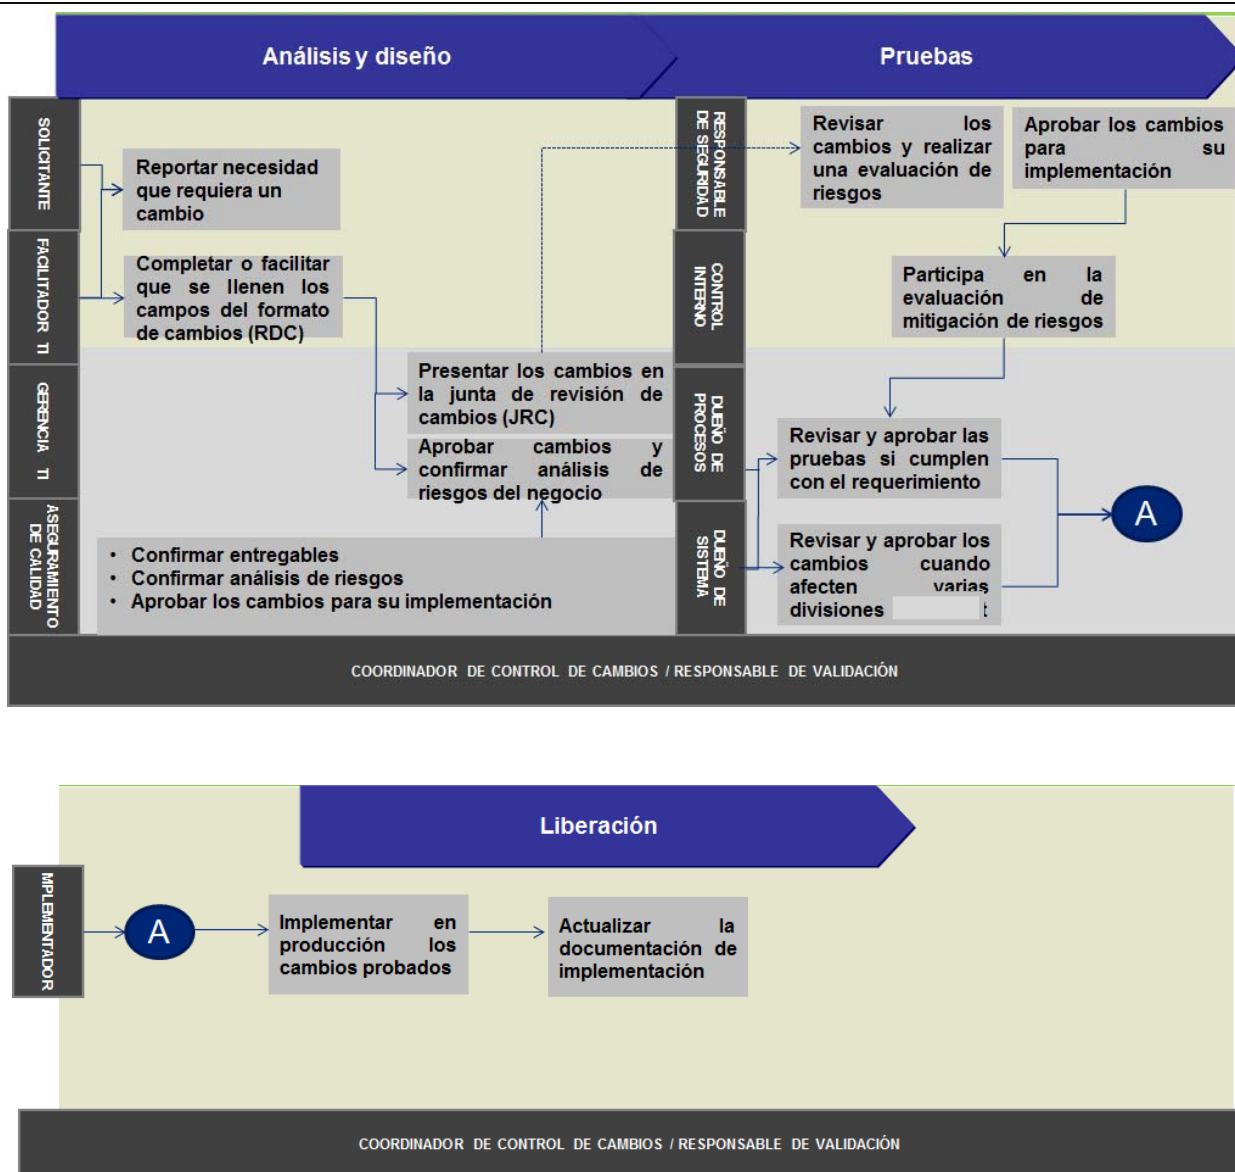 Análisis y diseño
Pruebas
SOLICITANTE
Reportar necesidad
que requiera un
cambio
FACILITADOR TI
Completar o facilitar
que se llenen los
campos del formato
de cambios (RDC)
GERENCIA TI
Presentar los cambios en
la junta de revisión de
cambios (JRC)
Aprobar cambios y
confirmar análisis de
riesgos del negocio
ASEGURAMIENTO
DE CALIDAD
• Confirmar entregables
• Confirmar análisis de riesgos
• Aprobar los cambios para su implementación
RESPONSABLE
DE SEGURIDAD
Revisar los
cambios y realizar
una evaluación de
riesgos
Aprobar los cambios
para su
implementación
CONTROL
INTERNO
Participa en la
evaluación de
mitigación de riesgos
DUEÑO DE
PROCESOS
Revisar y aprobar las
pruebas si cumplen
con el requerimiento
A
DUEÑO DE
SISTEMA
Revisar y aprobar los
cambios cuando
afecten varias
divisiones t
COORDINADOR DE CONTROL DE CAMBIOS / RESPONSABLE DE VALIDACIÓN
Liberación
MPLEMENTADOR
A
Implementar en
producción los
cambios probados
Actualizar la
documentación de
implementación
COORDINADOR DE CONTROL DE CAMBIOS / RESPONSABLE DE VALIDACIÓN